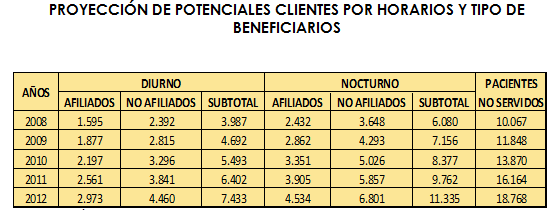 PROYECCIÓN DE POTENCIALES CLIENTES POR HORARIOS Y TIPO DE
BENEFICIARIOS
AÑOS DIURNO NOCTURNO PACIENTES NO SERVIDOS
AFILIADOS NO AFILIADOS SUBTOTAL AFILIADOS NO AFILIADOS SUBTOTAL
2008 1.595 2.392 3.987 2.432 3.648 6.080 10.067
2009 1.877 2.815 4.692 2.862 4.293 7.156 11.848
2010 2.197 3.296 5.493 3.351 5.026 8.377 13.870
2011 2.561 3.841 6.402 3.905 5.857 9.762 16.164
2012 2.973 4.460 7.433 4.534 6.801 11.335 18.768